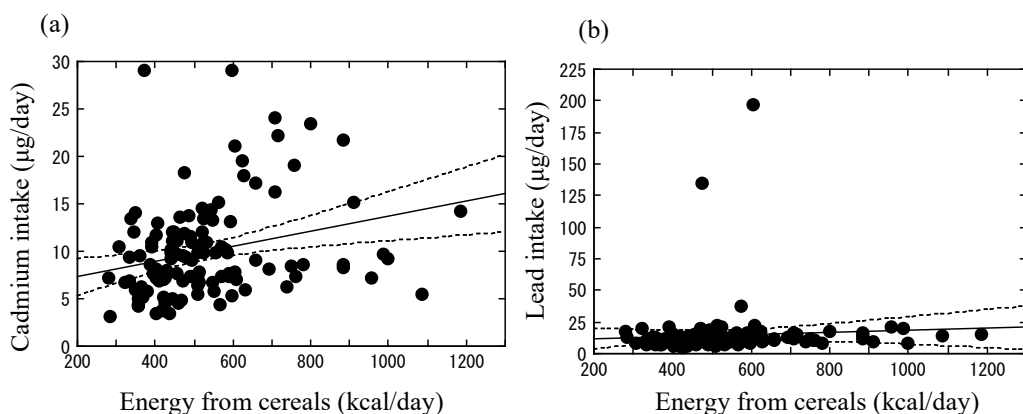 (a)
30
25
20
15
10
5
0
Cadmium intake (μg/day)
200 400 600 800 1000 1200
Energy from cereals (kcal/day)
(b)
225
200
175
150
125
100
75
50
25
0
Lead intake (μg/day)
200 400 600 800 1000 1200
Energy from cereals (kcal/day)